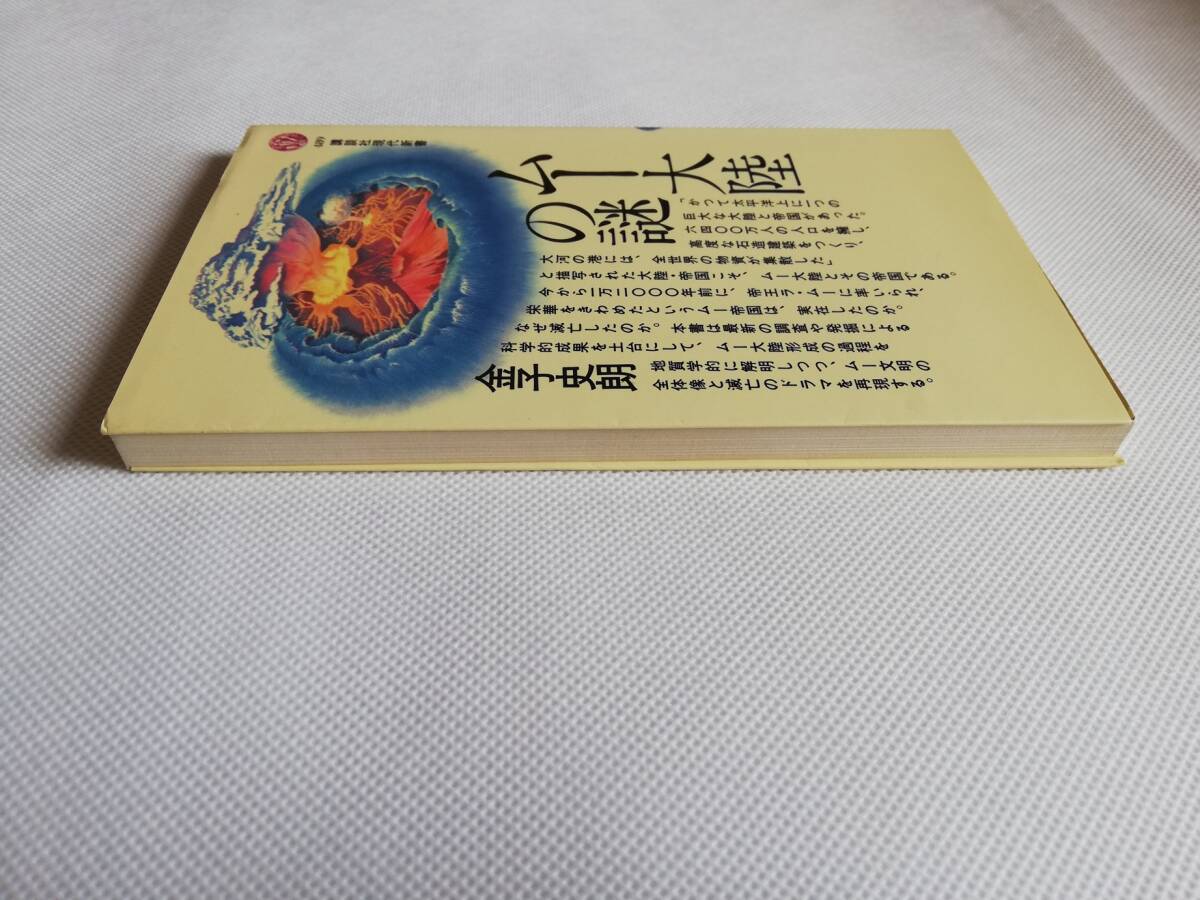 489
講談社現代新書
ムー大陸
の謎
「かつて太平洋上に一つの
巨大な大陸と帝国があった。
六四〇〇万人の人口を擁し、
高度な石造建築をつくり、
大河の港には、全世界の物資が集散した」
と描写された大陸・帝国こそ、ムー大陸とその帝国である。
今から一万二〇〇〇年前に、帝王ラ・ムーに率いられ、
栄華をきわめたというムー帝国は、実在したのか。
なぜ滅亡したのか。本書は最新の調査や発掘による
科学的成果を土台にして、ムー大陸形成の過程を
地質学的に解明しつつ、ムー文明の
全体像と滅亡のドラマを再現する。
金子史朗